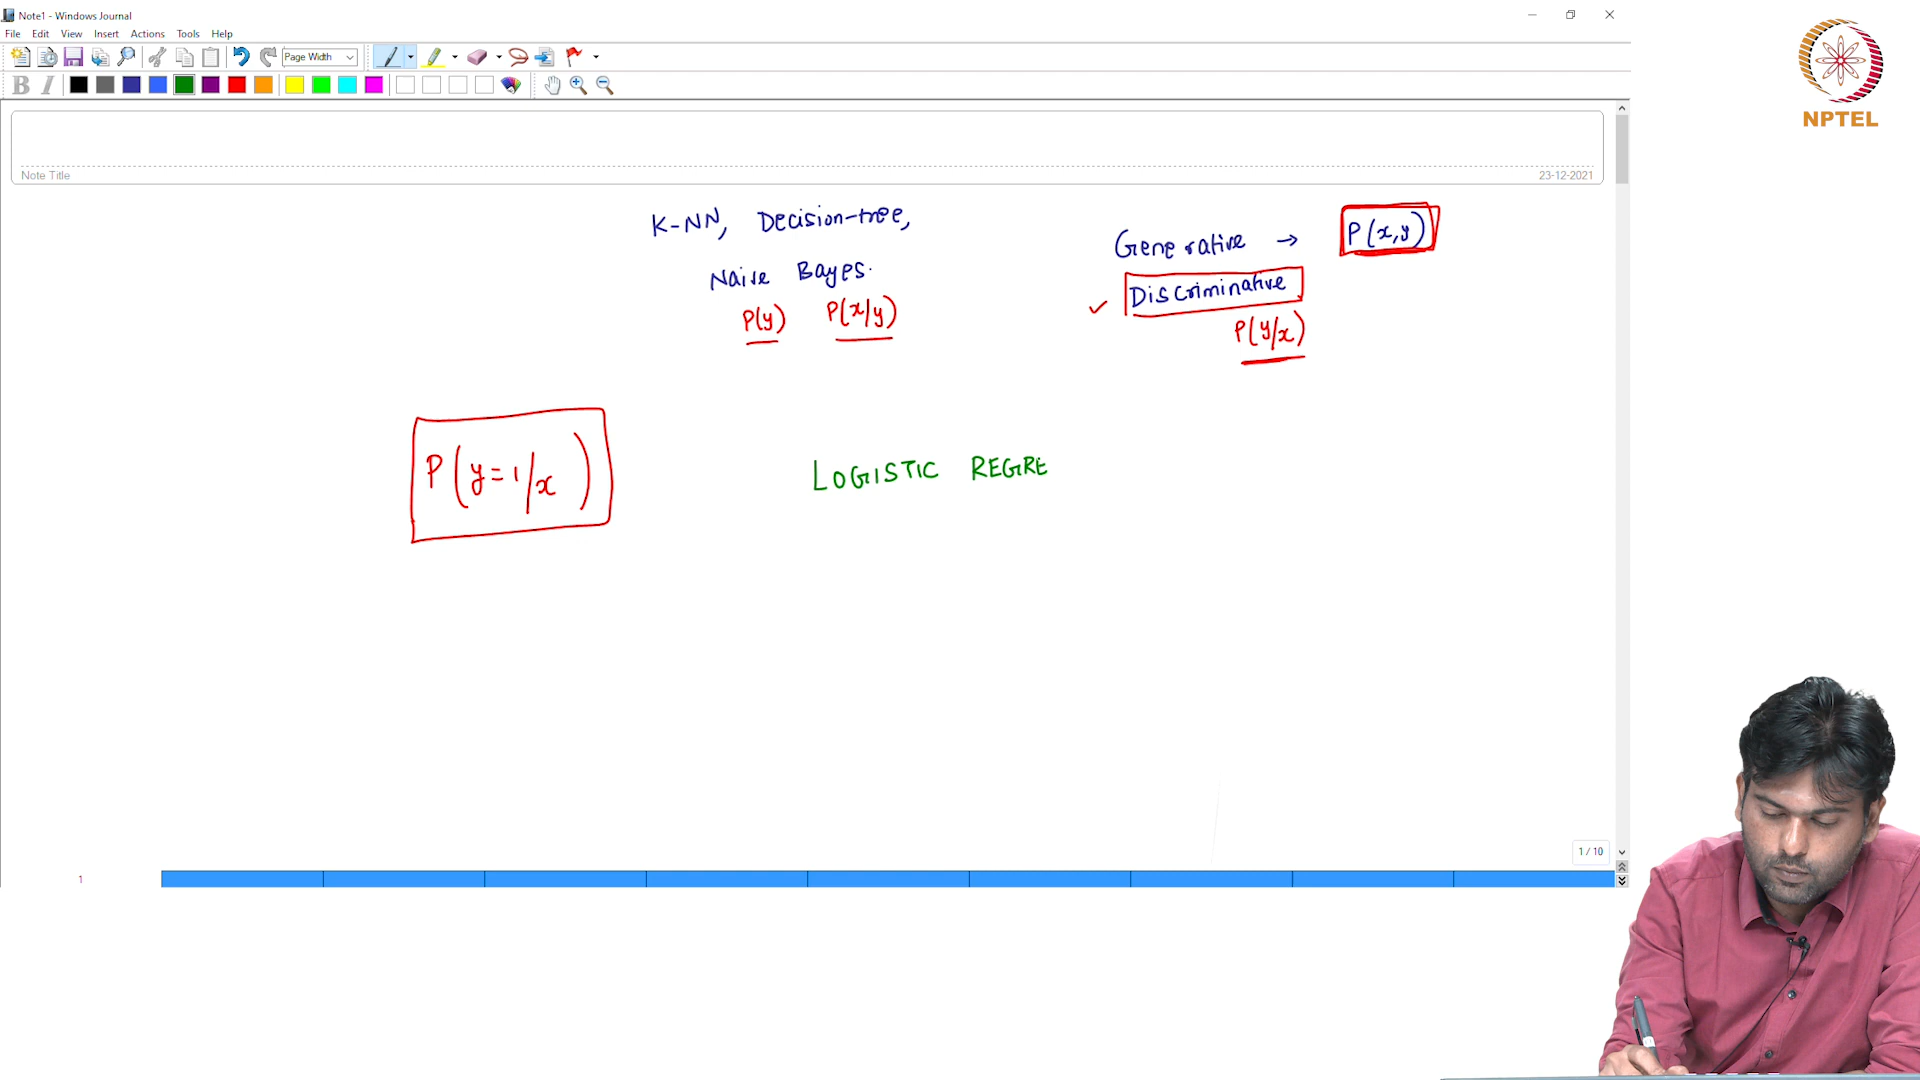 Note1 - Windows Journal
File Edit View Insert Actions Tools Help
Page Width
B I
NPTEL
Note Title
23-12-2021
K-NN, Decision-tree,
Naive Bayes.
P(y) P(x/y)
Generative → P(x,y)
Discriminative
✓
P(y/x)
P(y=1/x)
LOGISTIC REGRE
1 / 10
1